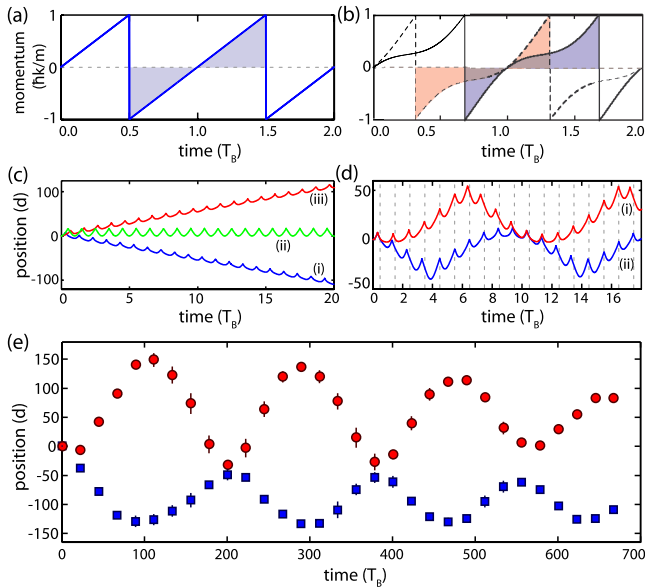 (a)
momentum
(ħk/m)
1
0
-1
0.0
0.5
1.0
1.5
2.0
time (T_B)
(b)
1
0
-1
0.0
0.5
1.0
1.5
2.0
time (T_B)
(c)
position (d)
100
0
-100
(iii)
(ii)
(i)
0
5
10
15
20
time (T_B)
(d)
50
0
-50
(i)
(ii)
0
2
4
6
8
10
12
14
16
time (T_B)
(e)
position (d)
150
100
50
0
-50
-100
-150
0
100
200
300
400
500
600
700
time (T_B)